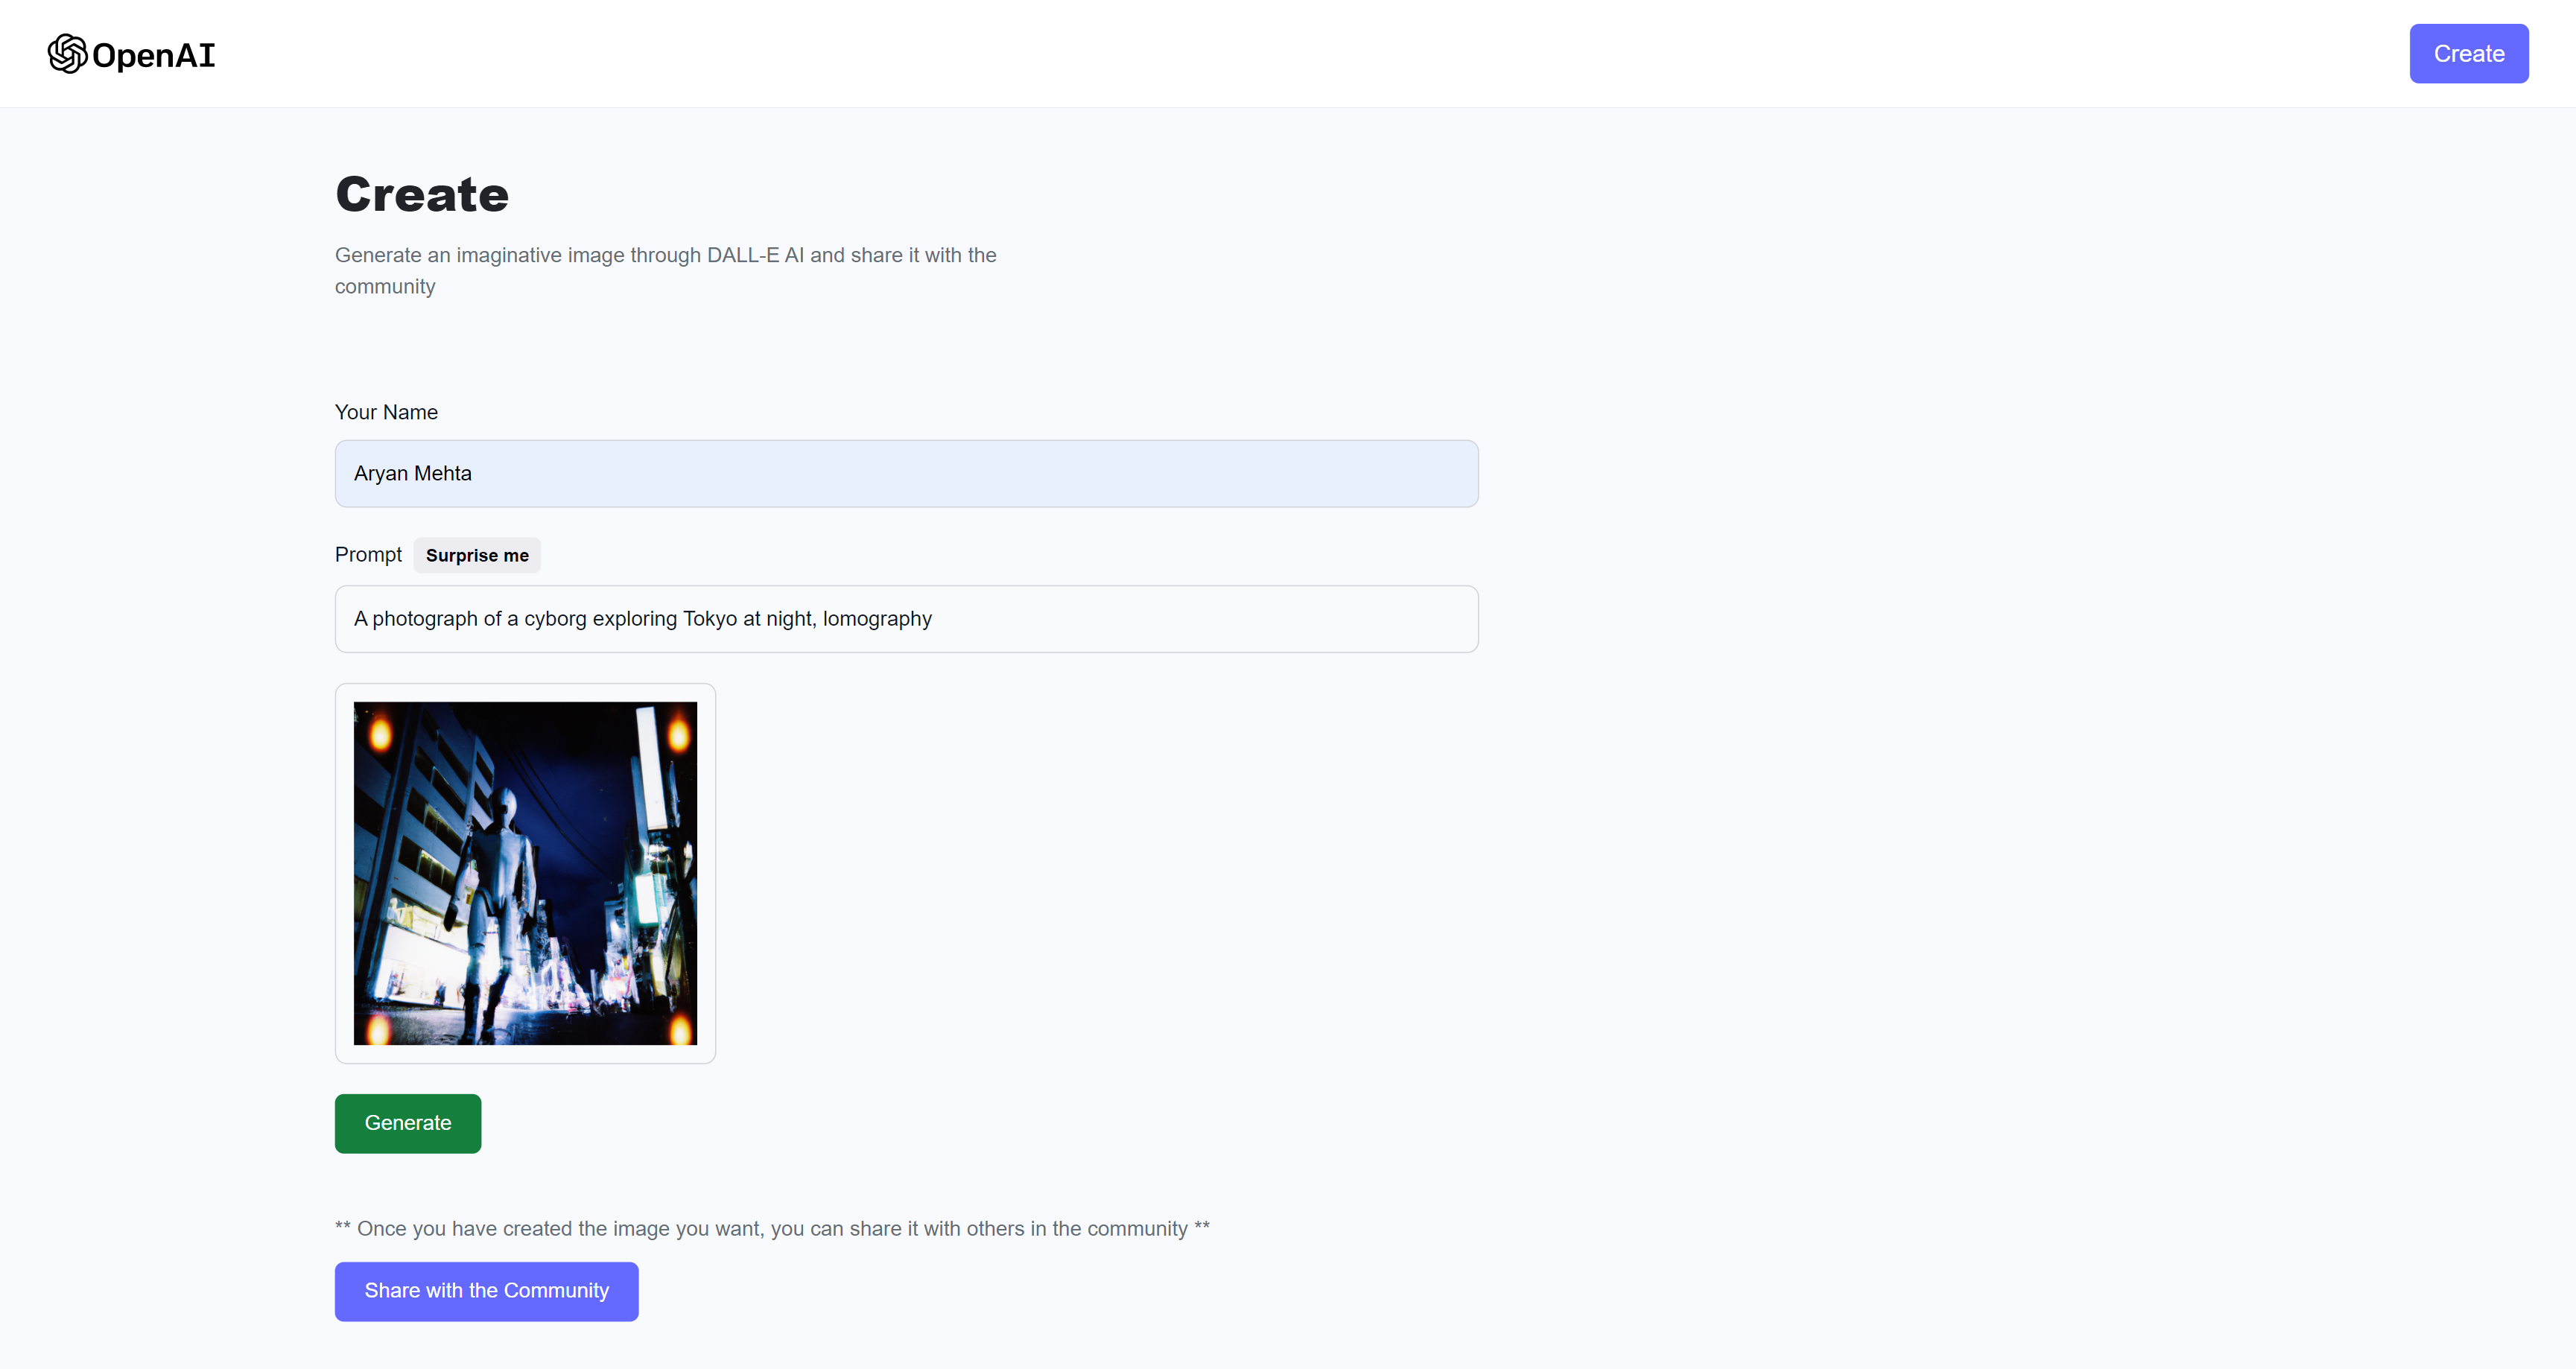 OpenAI
Create
Create
Generate an imaginative image through DALL-E AI and share it with the
community
Your Name
Aryan Mehta
Prompt Surprise me
A photograph of a cyborg exploring Tokyo at night, lomography
Generate
** Once you have created the image you want, you can share it with others in the community **
Share with the Community